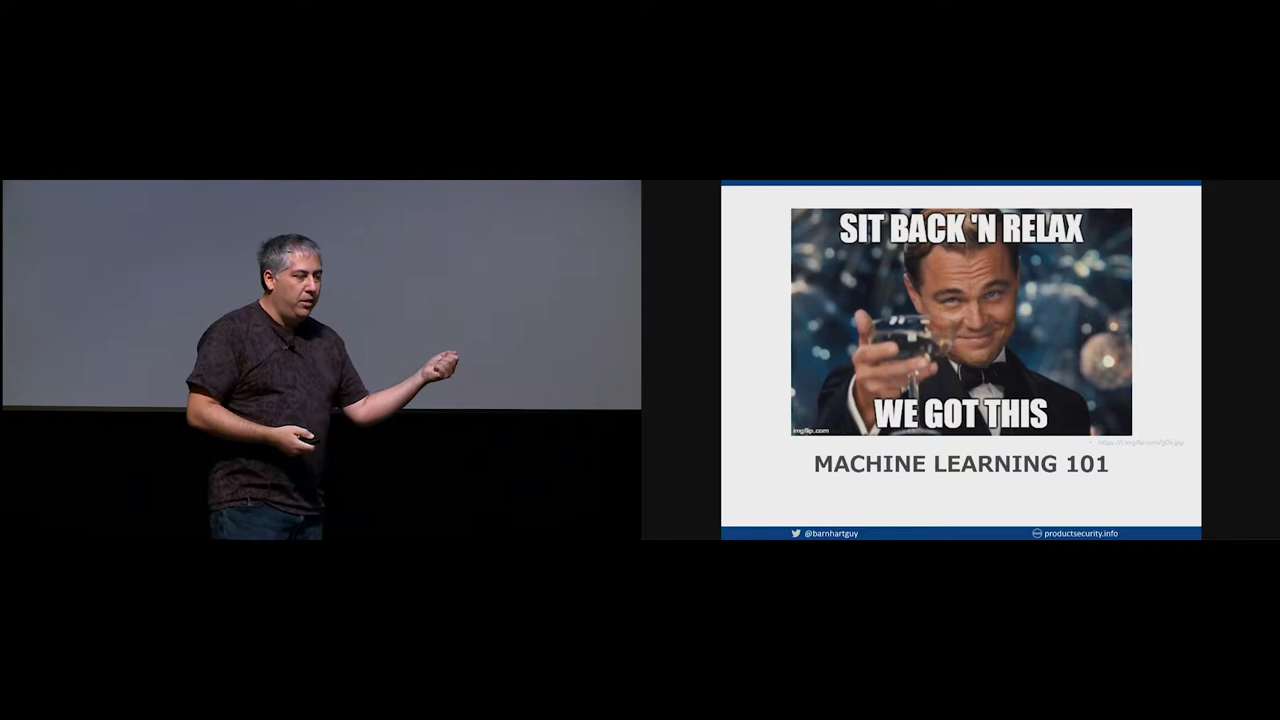 SIT BACK 'N RELAX
WE GOT THIS
imgflip.com
MACHINE LEARNING 101
@barnhartguy
productsecurity.info